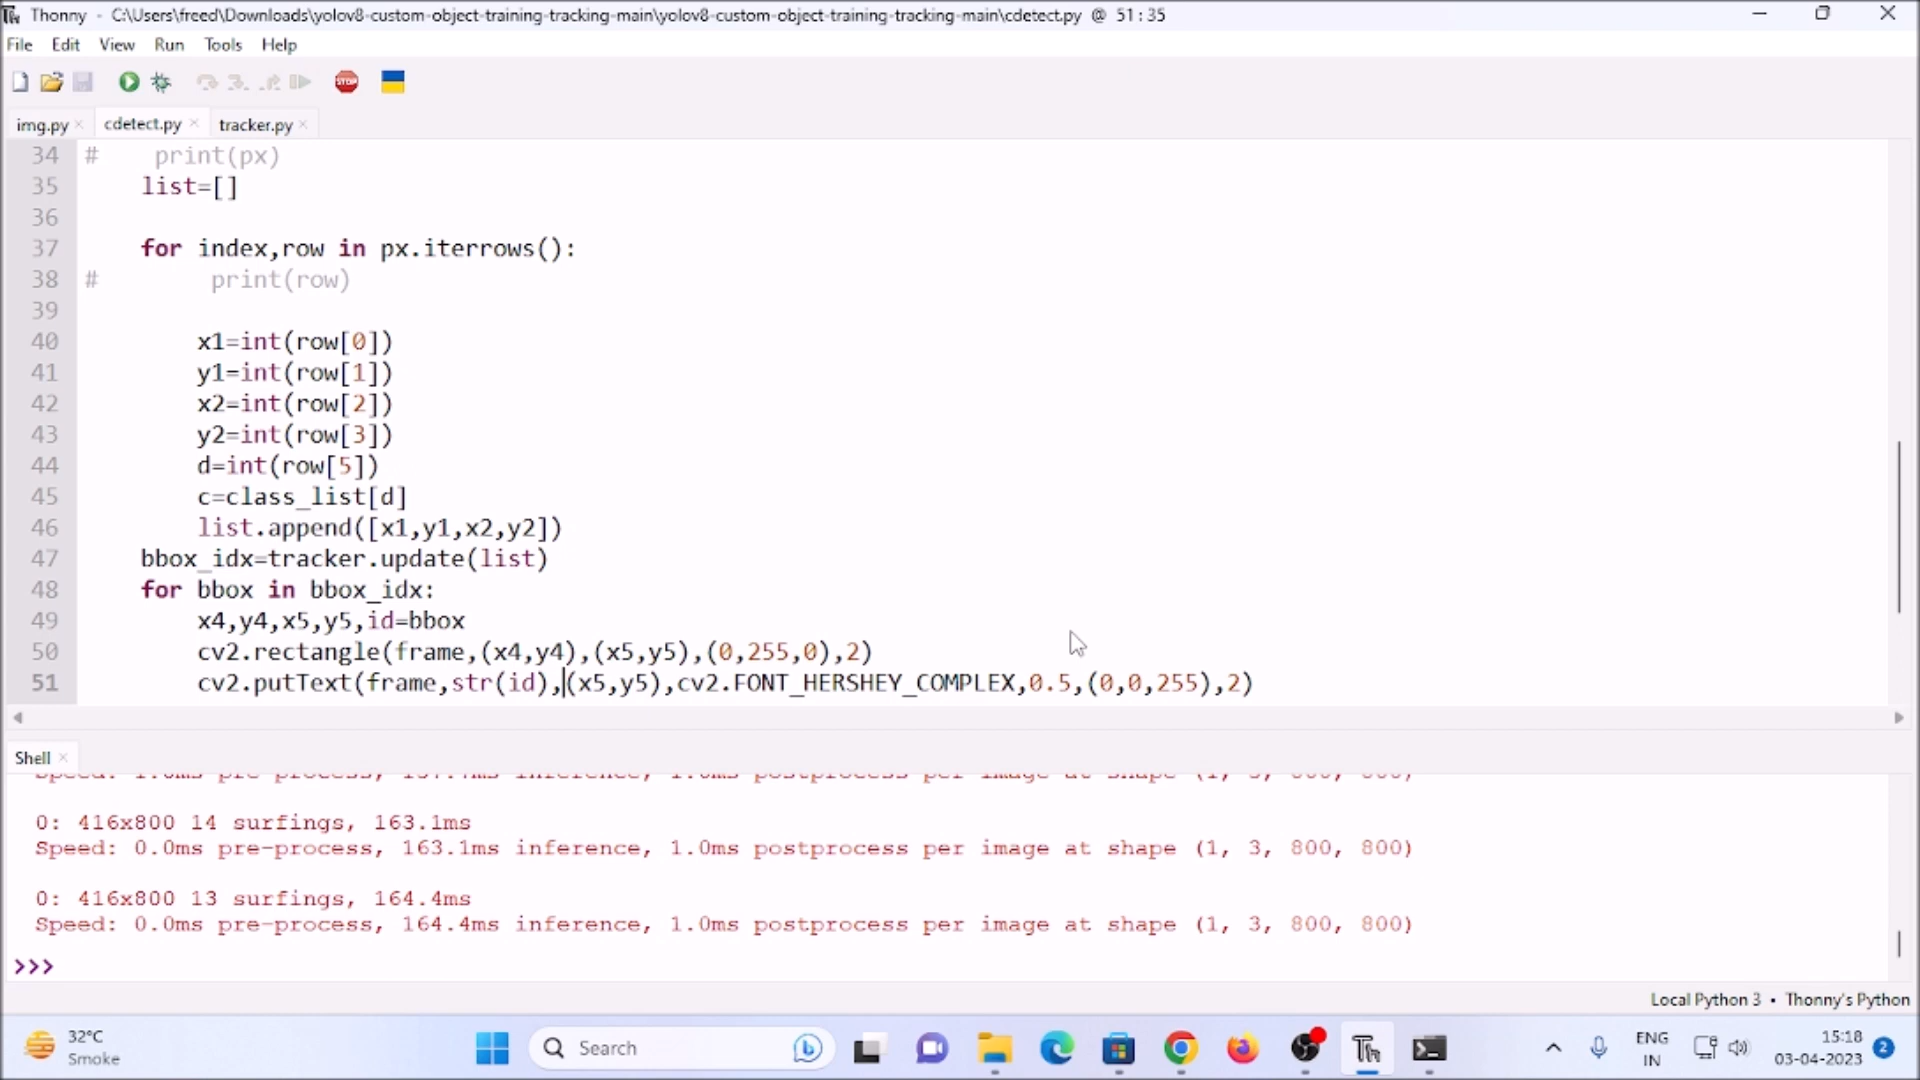 Thonny - C:\Users\freed\Downloads\yolov8-custom-object-training-tracking-main\yolov8-custom-object-training-tracking-main\cdetect.py @ 51:35
File Edit View Run Tools Help
STOP
img.py × cdetect.py × tracker.py ×
34 #    print(px)
35     list=[]
36
37     for index,row in px.iterrows():
38 #        print(row)
39
40         x1=int(row[0])
41         y1=int(row[1])
42         x2=int(row[2])
43         y2=int(row[3])
44         d=int(row[5])
45         c=class_list[d]
46         list.append([x1,y1,x2,y2])
47     bbox_idx=tracker.update(list)
48     for bbox in bbox_idx:
49         x4,y4,x5,y5,id=bbox
50         cv2.rectangle(frame,(x4,y4),(x5,y5),(0,255,0),2)
51         cv2.putText(frame,str(id),(x5,y5),cv2.FONT_HERSHEY_COMPLEX,0.5,(0,0,255),2)
Shell ×
0: 416x800 14 surfings, 163.1ms
Speed: 0.0ms pre-process, 163.1ms inference, 1.0ms postprocess per image at shape (1, 3, 800, 800)
0: 416x800 13 surfings, 164.4ms
Speed: 0.0ms pre-process, 164.4ms inference, 1.0ms postprocess per image at shape (1, 3, 800, 800)
>>>
Local Python 3 • Thonny's Python
32°C
Smoke
Search
ENG
IN
15:18
03-04-2023
2